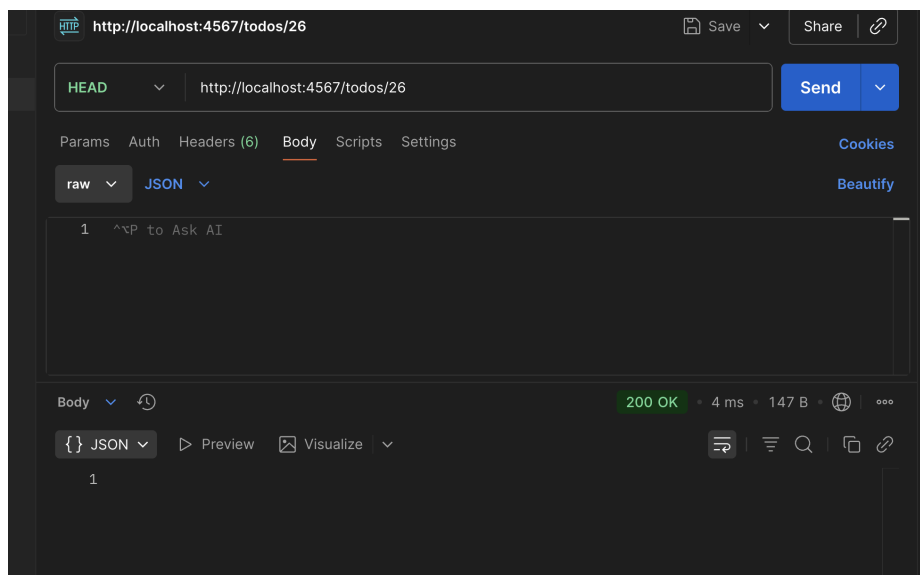 HTTP http://localhost:4567/todos/26 Save Share
HEAD http://localhost:4567/todos/26 Send
Params Auth Headers (6) Body Scripts Settings Cookies
raw JSON Beautify
1 ^⌥P to Ask AI
Body 200 OK • 4 ms • 147 B •
{} JSON Preview Visualize
1